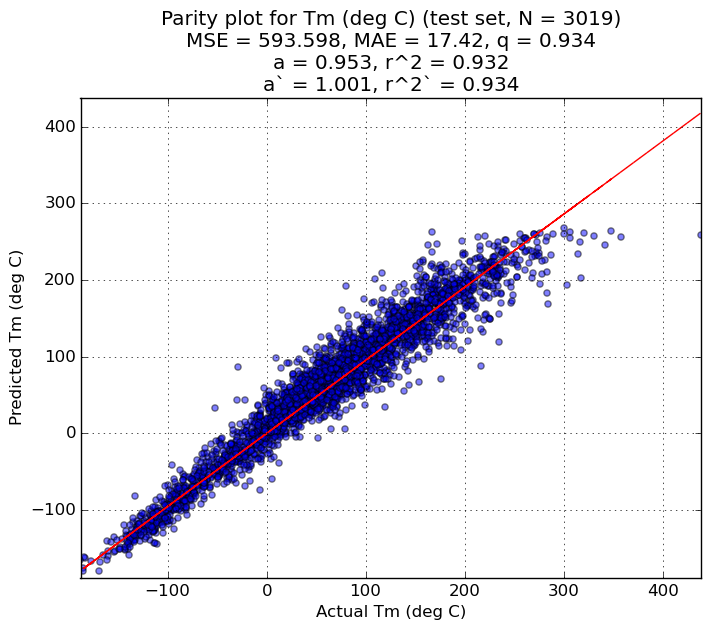 Parity plot for Tm (deg C) (test set, N = 3019)
MSE = 593.598, MAE = 17.42, q = 0.934
a = 0.953, r^2 = 0.932
a` = 1.001, r^2` = 0.934
400
300
200
100
0
−100
Predicted Tm (deg C)
−100 0 100 200 300 400
Actual Tm (deg C)